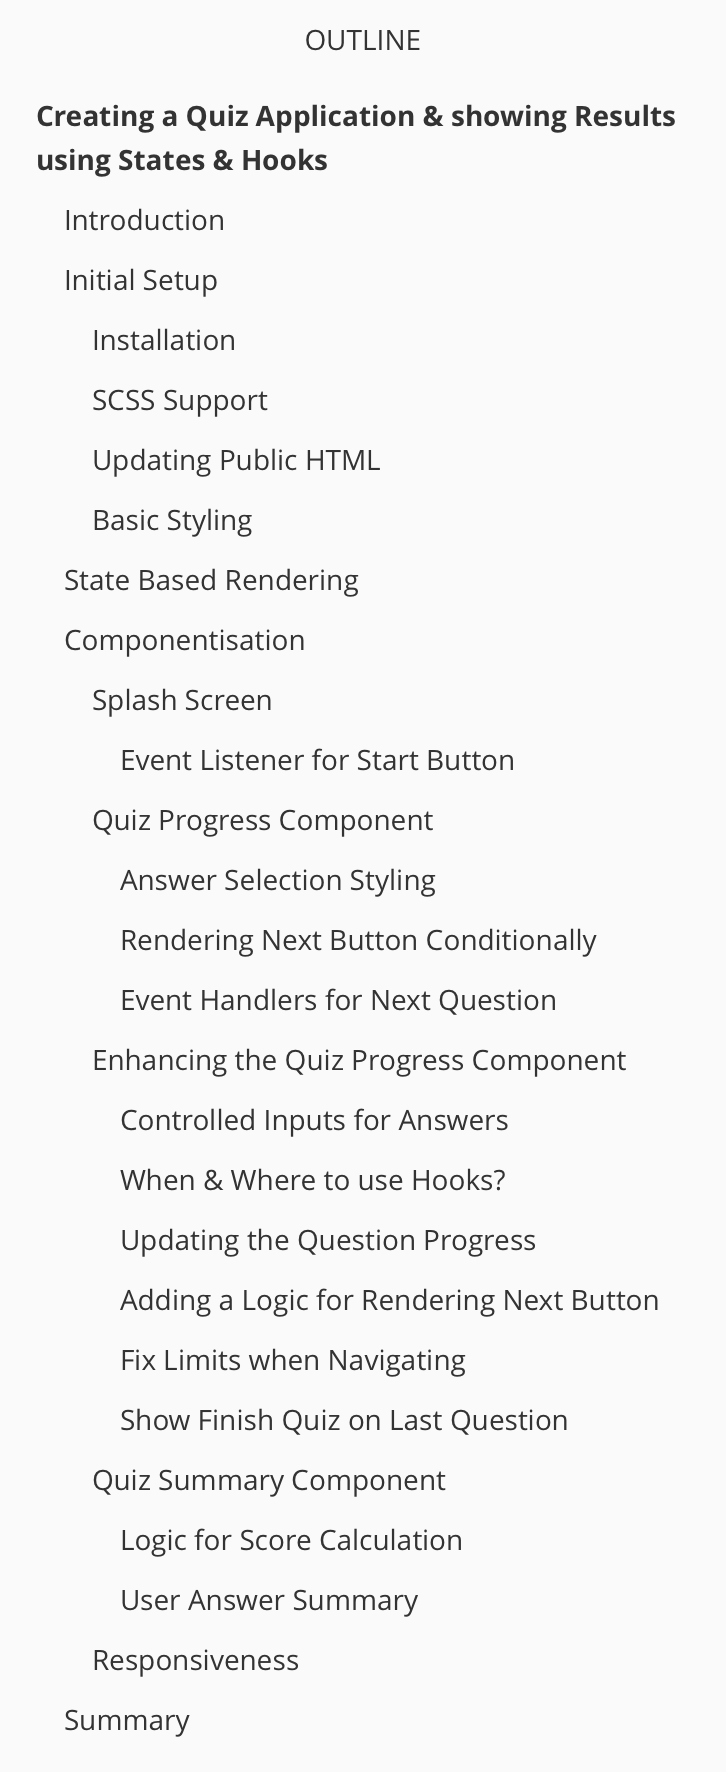 OUTLINE
Creating a Quiz Application & showing Results
using States & Hooks
Introduction
Initial Setup
Installation
SCSS Support
Updating Public HTML
Basic Styling
State Based Rendering
Componentisation
Splash Screen
Event Listener for Start Button
Quiz Progress Component
Answer Selection Styling
Rendering Next Button Conditionally
Event Handlers for Next Question
Enhancing the Quiz Progress Component
Controlled Inputs for Answers
When & Where to use Hooks?
Updating the Question Progress
Adding a Logic for Rendering Next Button
Fix Limits when Navigating
Show Finish Quiz on Last Question
Quiz Summary Component
Logic for Score Calculation
User Answer Summary
Responsiveness
Summary